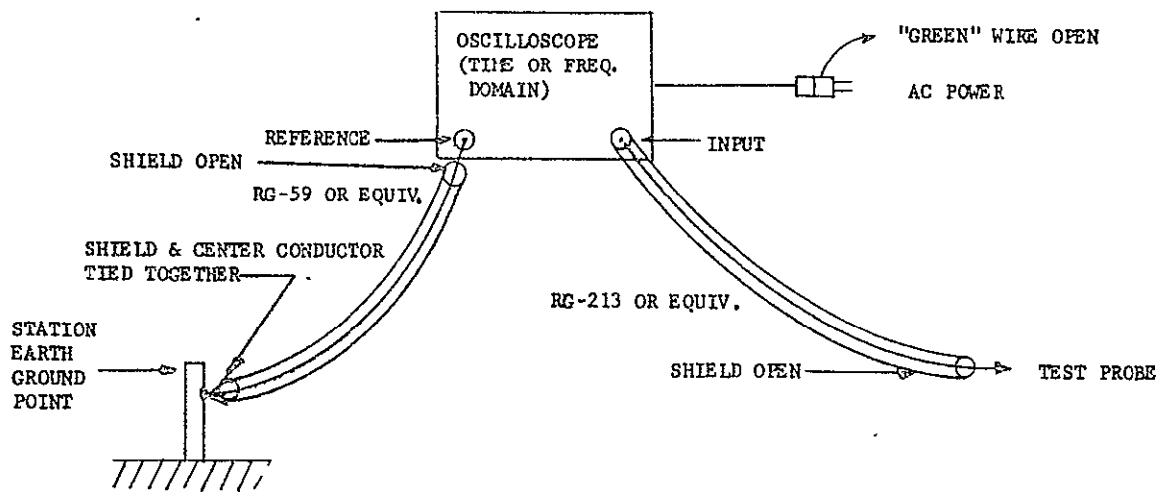 OSCILLOSCOPE
(TIME OR FREQ.
DOMAIN)
"GREEN" WIRE OPEN
AC POWER
REFERENCE
INPUT
SHIELD OPEN
RG-59 OR EQUIV.
SHIELD & CENTER CONDUCTOR
TIED TOGETHER
RG-213 OR EQUIV.
STATION
EARTH
GROUND
POINT
SHIELD OPEN
TEST PROBE